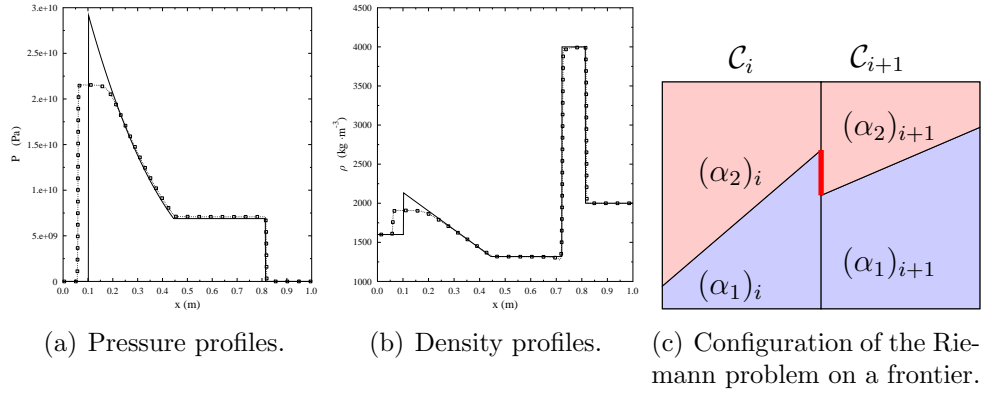 3.e+10
2.e+10
2.e+10
P (Pa)
1.e+10
1.e+10
5.e+09
0
0.0 0.1 0.2 0.3 0.4 0.5 0.6 0.7 0.8 0.9 1.0
x (m)
4500
4000
3500
3000
ρ (kg ·m⁻³)
2500
2000
1500
1000
0.0 0.1 0.2 0.3 0.4 0.5 0.6 0.7 0.8 0.9 1.0
x (m)
𝒞ᵢ 𝒞ᵢ₊₁
(α₂)ᵢ₊₁
(α₂)ᵢ
(α₁)ᵢ₊₁
(α₁)ᵢ
(a) Pressure profiles.
(b) Density profiles.
(c) Configuration of the Rie-
mann problem on a frontier.